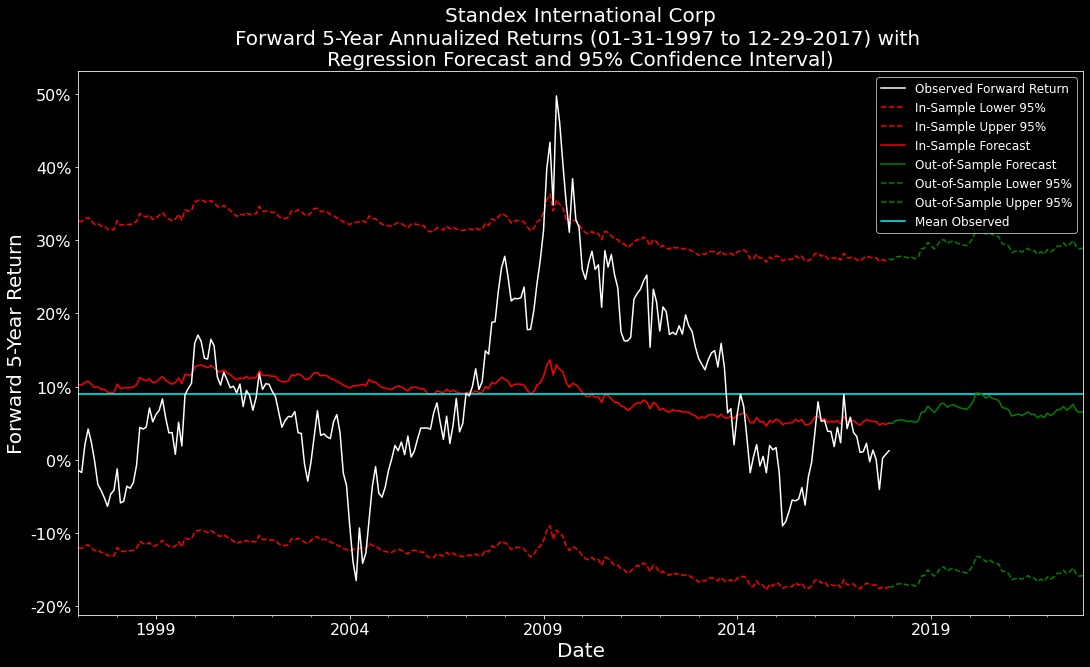 Standex International Corp
Forward 5-Year Annualized Returns (01-31-1997 to 12-29-2017) with
Regression Forecast and 95% Confidence Interval)
Observed Forward Return
In-Sample Lower 95%
In-Sample Upper 95%
In-Sample Forecast
Out-of-Sample Forecast
Out-of-Sample Lower 95%
Out-of-Sample Upper 95%
Mean Observed
Forward 5-Year Return
50%
40%
30%
20%
10%
0%
-10%
-20%
1999
2004
2009
2014
2019
Date